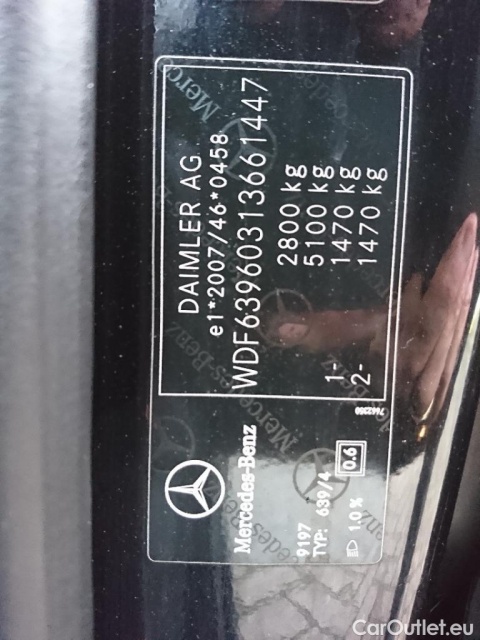 DAIMLER AG
e1*2007/46*0458
WDF63960313661447
2800 kg
5100 kg
1- 1470 kg
2- 1470 kg
7442350
Mercedes-Benz
9197
TYP: 639/4
1.0 % 0.6
CarOutlet.eu